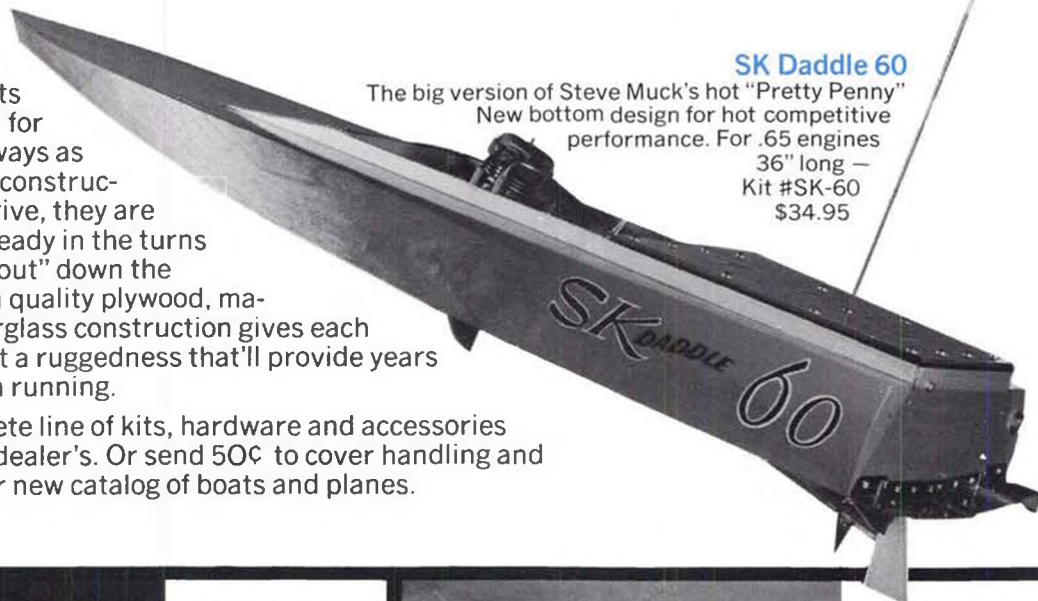 SK Daddle 60
The big version of Steve Muck's hot "Pretty Penny"
New bottom design for hot competitive
performance. For .65 engines
36" long —
Kit #SK-60
$34.95
ts
for
ways as
construc-
rive, they are
eady in the turns
out" down the
quality plywood, ma-
rglass construction gives each
t a ruggedness that'll provide years
running.
ete line of kits, hardware and accessories
dealer's. Or send 50¢ to cover handling and
r new catalog of boats and planes.
SK DADDLE 60